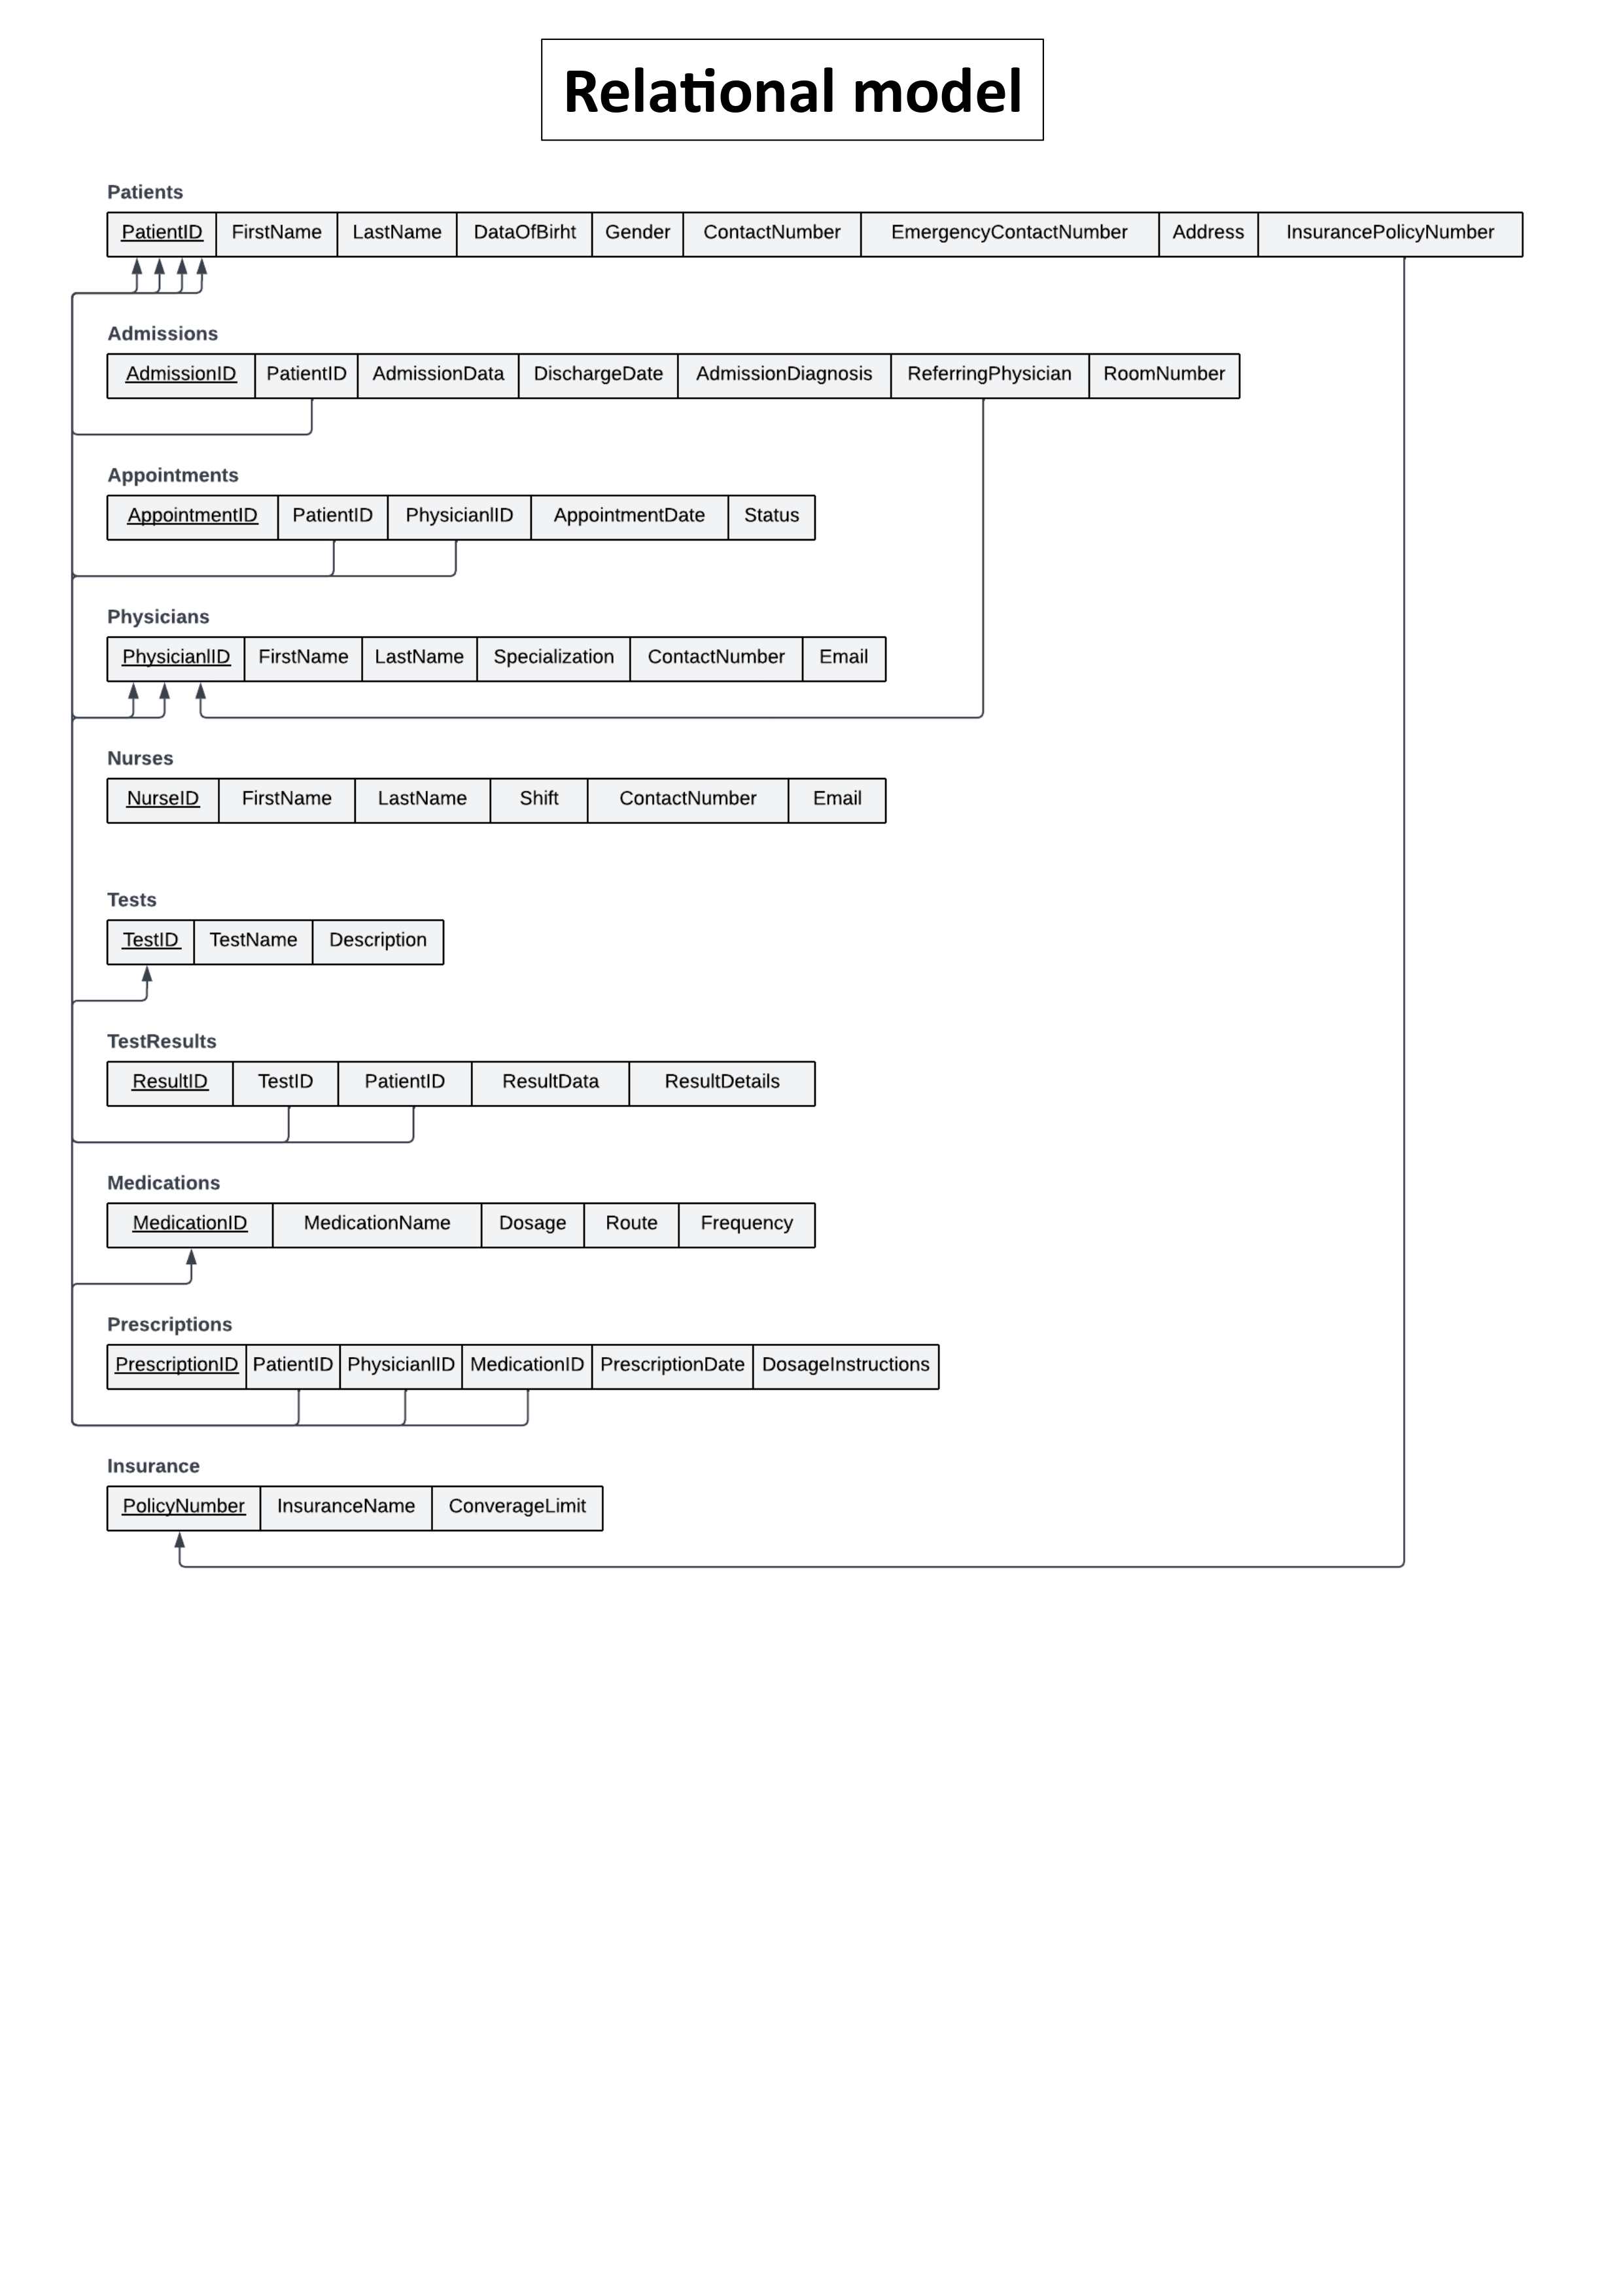 Relational model
Patients
PatientID FirstName LastName DataOfBirht Gender ContactNumber EmergencyContactNumber Address InsurancePolicyNumber
Admissions
AdmissionID PatientID AdmissionData DischargeDate AdmissionDiagnosis ReferringPhysician RoomNumber
Appointments
AppointmentID PatientID PhysicianlID AppointmentDate Status
Physicians
PhysicianlID FirstName LastName Specialization ContactNumber Email
Nurses
NurseID FirstName LastName Shift ContactNumber Email
Tests
TestID TestName Description
TestResults
ResultID TestID PatientID ResultData ResultDetails
Medications
MedicationID MedicationName Dosage Route Frequency
Prescriptions
PrescriptionID PatientID PhysicianlID MedicationID PrescriptionDate DosageInstructions
Insurance
PolicyNumber InsuranceName ConverageLimit